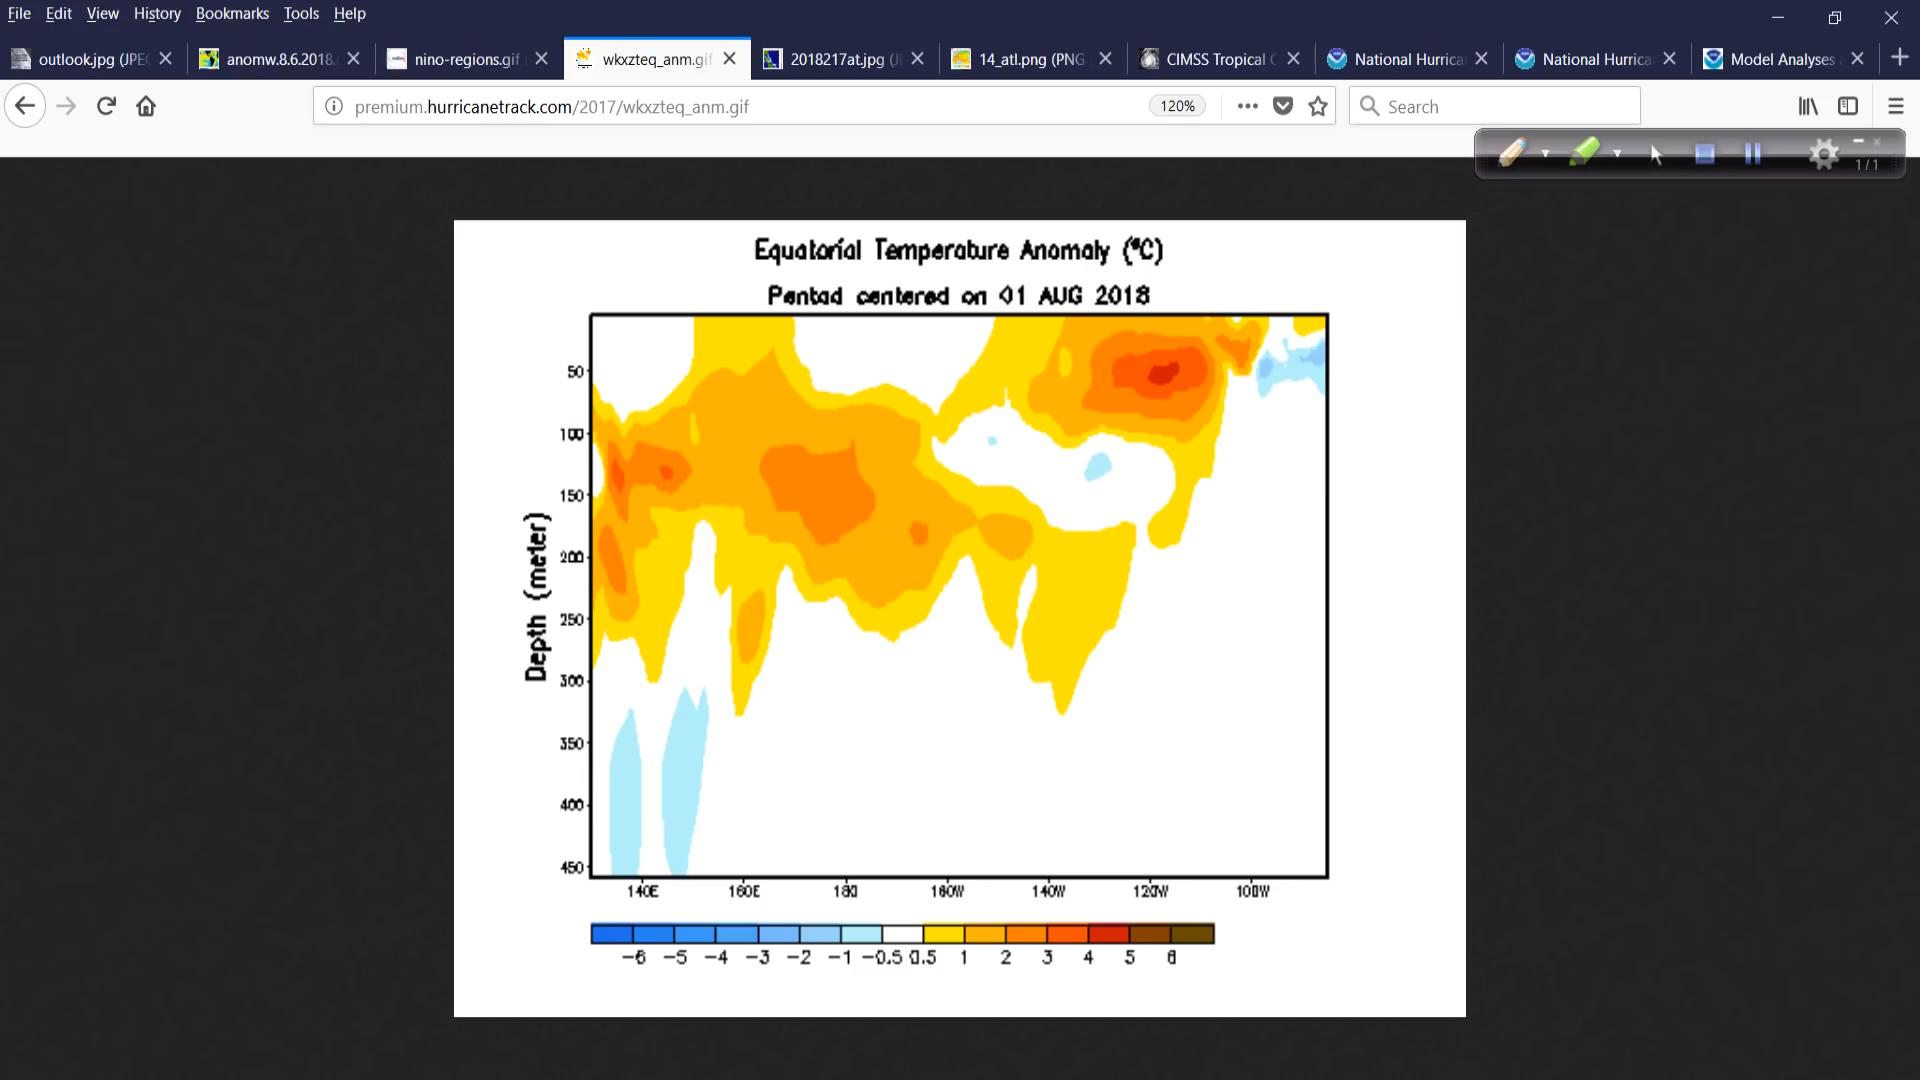 File Edit View History Bookmarks Tools Help
outlook.jpg (JPEG anomw.8.6.2018. nino-regions.gif wkxzteq_anm.gif 2018217at.jpg (JI 14_atl.png (PNG CIMSS Tropical C National Hurrica National Hurrica Model Analyses
premium.hurricanetrack.com/2017/wkxzteq_anm.gif 120% Search
1/1
Equatorial Temperature Anomaly (°C)
Pentad centered on 01 AUG 2018
Depth (meter)
50
100
150
200
250
300
350
400
450
140E 160E 180 160W 140W 120W 100W
-6 -5 -4 -3 -2 -1 -0.5 0.5 1 2 3 4 5 6